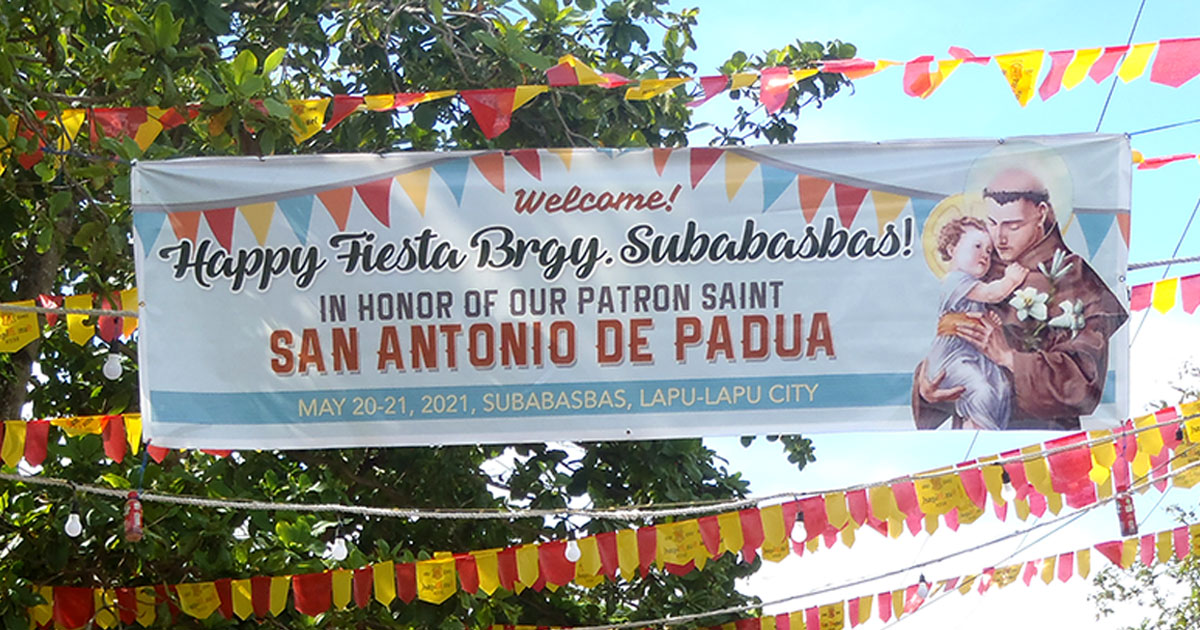 Welcome!
Happy Fiesta Brgy. Subabasbas!
IN HONOR OF OUR PATRON SAINT
SAN ANTONIO DE PADUA
MAY 20-21, 2021, SUBABASBAS, LAPU-LAPU CITY